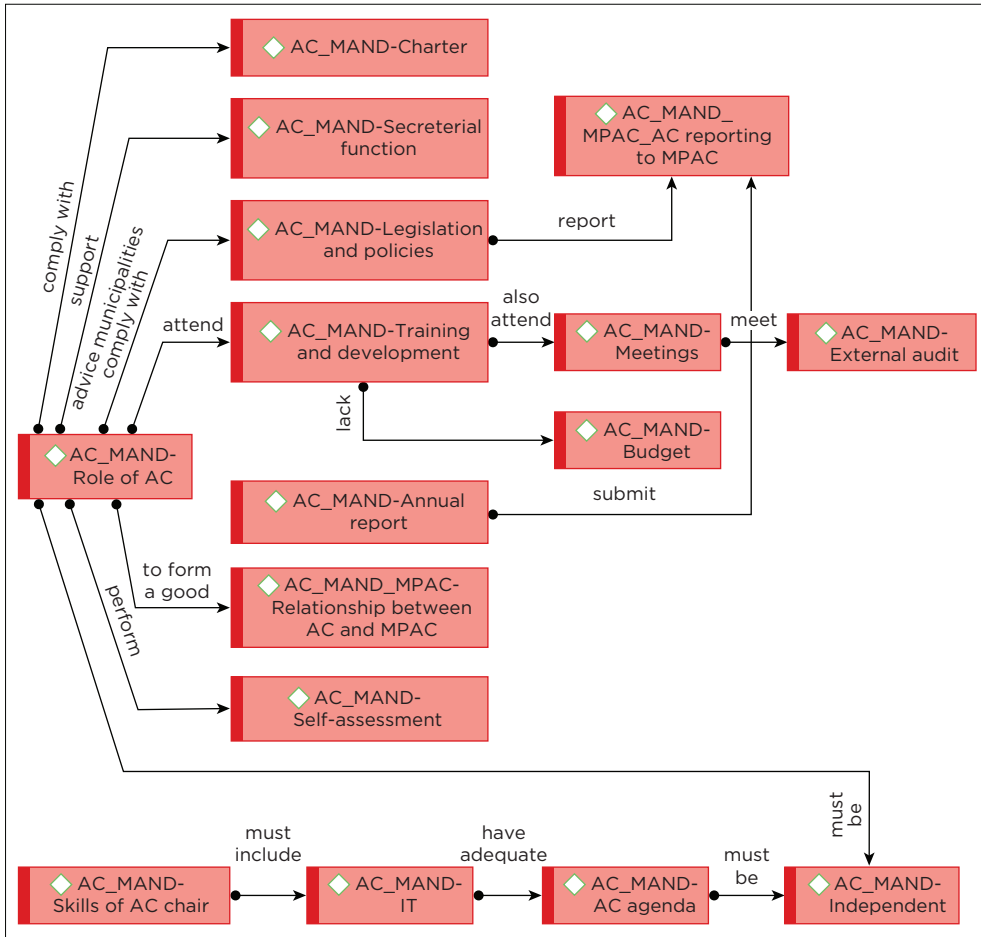 AC_MAND-Charter
AC_MAND-Secreterial
function
AC_MAND_
MPAC_AC reporting
to MPAC
comply with
support
advice municipalities
comply with
AC_MAND-Legislation
and policies
report
attend
AC_MAND-Training
and development
also
attend
AC_MAND-
Meetings
meet
AC_MAND-
External audit
lack
AC_MAND-
Budget
AC_MAND-
Role of AC
AC_MAND-Annual
report
submit
to form
a good
AC_MAND_MPAC-
Relationship between
AC and MPAC
perform
AC_MAND-
Self-assessment
must
be
AC_MAND-
Skills of AC chair
must
include
AC_MAND-
IT
have
adequate
AC_MAND-
AC agenda
must
be
AC_MAND-
Independent